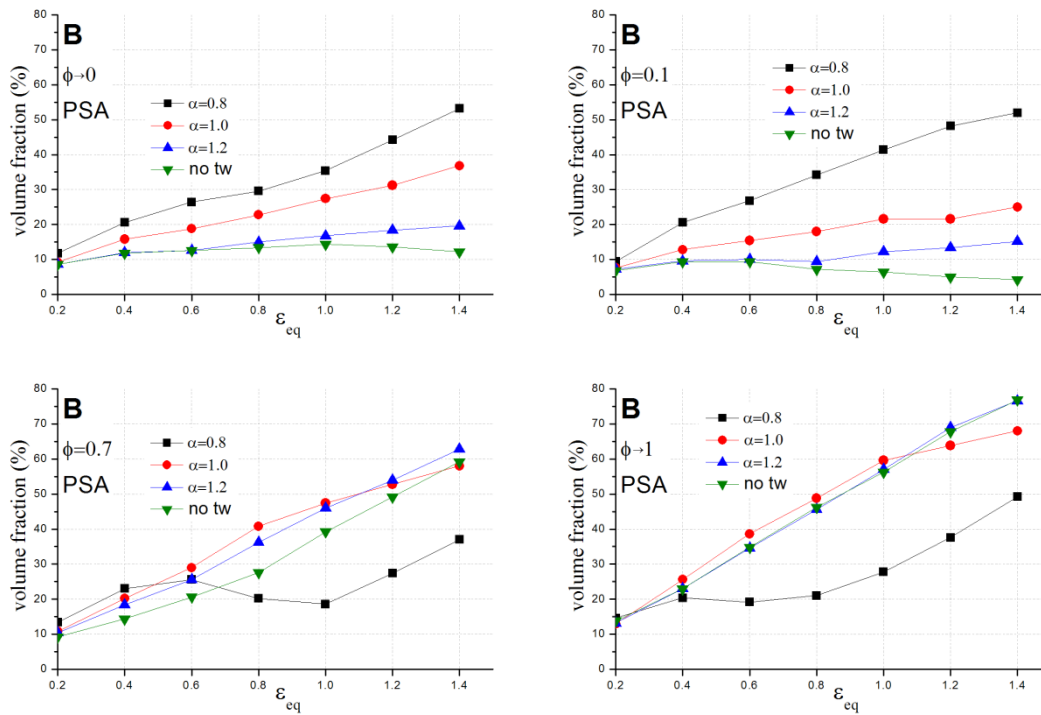 B
ϕ→0
PSA
α=0.8
α=1.0
α=1.2
no tw
volume fraction (%)
80
70
60
50
40
30
20
10
0
0.2 0.4 0.6 0.8 1.0 1.2 1.4
ε_eq
B
ϕ=0.1
PSA
α=0.8
α=1.0
α=1.2
no tw
volume fraction (%)
80
70
60
50
40
30
20
10
0
0.2 0.4 0.6 0.8 1.0 1.2 1.4
ε_eq
B
ϕ=0.7
PSA
α=0.8
α=1.0
α=1.2
no tw
volume fraction (%)
80
70
60
50
40
30
20
10
0
0.2 0.4 0.6 0.8 1.0 1.2 1.4
ε_eq
B
ϕ→1
PSA
α=0.8
α=1.0
α=1.2
no tw
volume fraction (%)
80
70
60
50
40
30
20
10
0
0.2 0.4 0.6 0.8 1.0 1.2 1.4
ε_eq